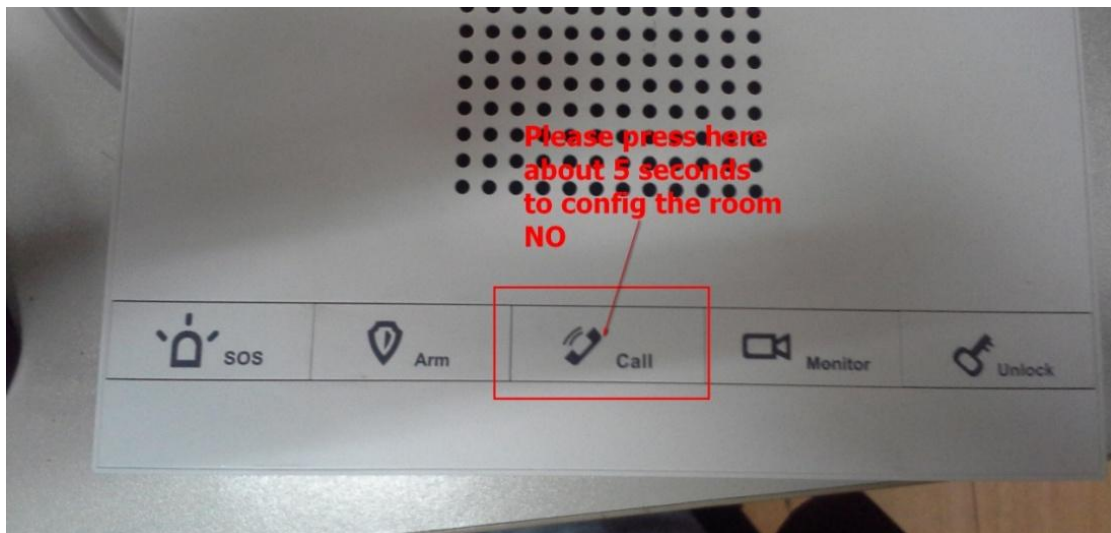 Please press here
about 5 seconds
to config the room
NO
SOS
Arm
Call
Monitor
Unlock